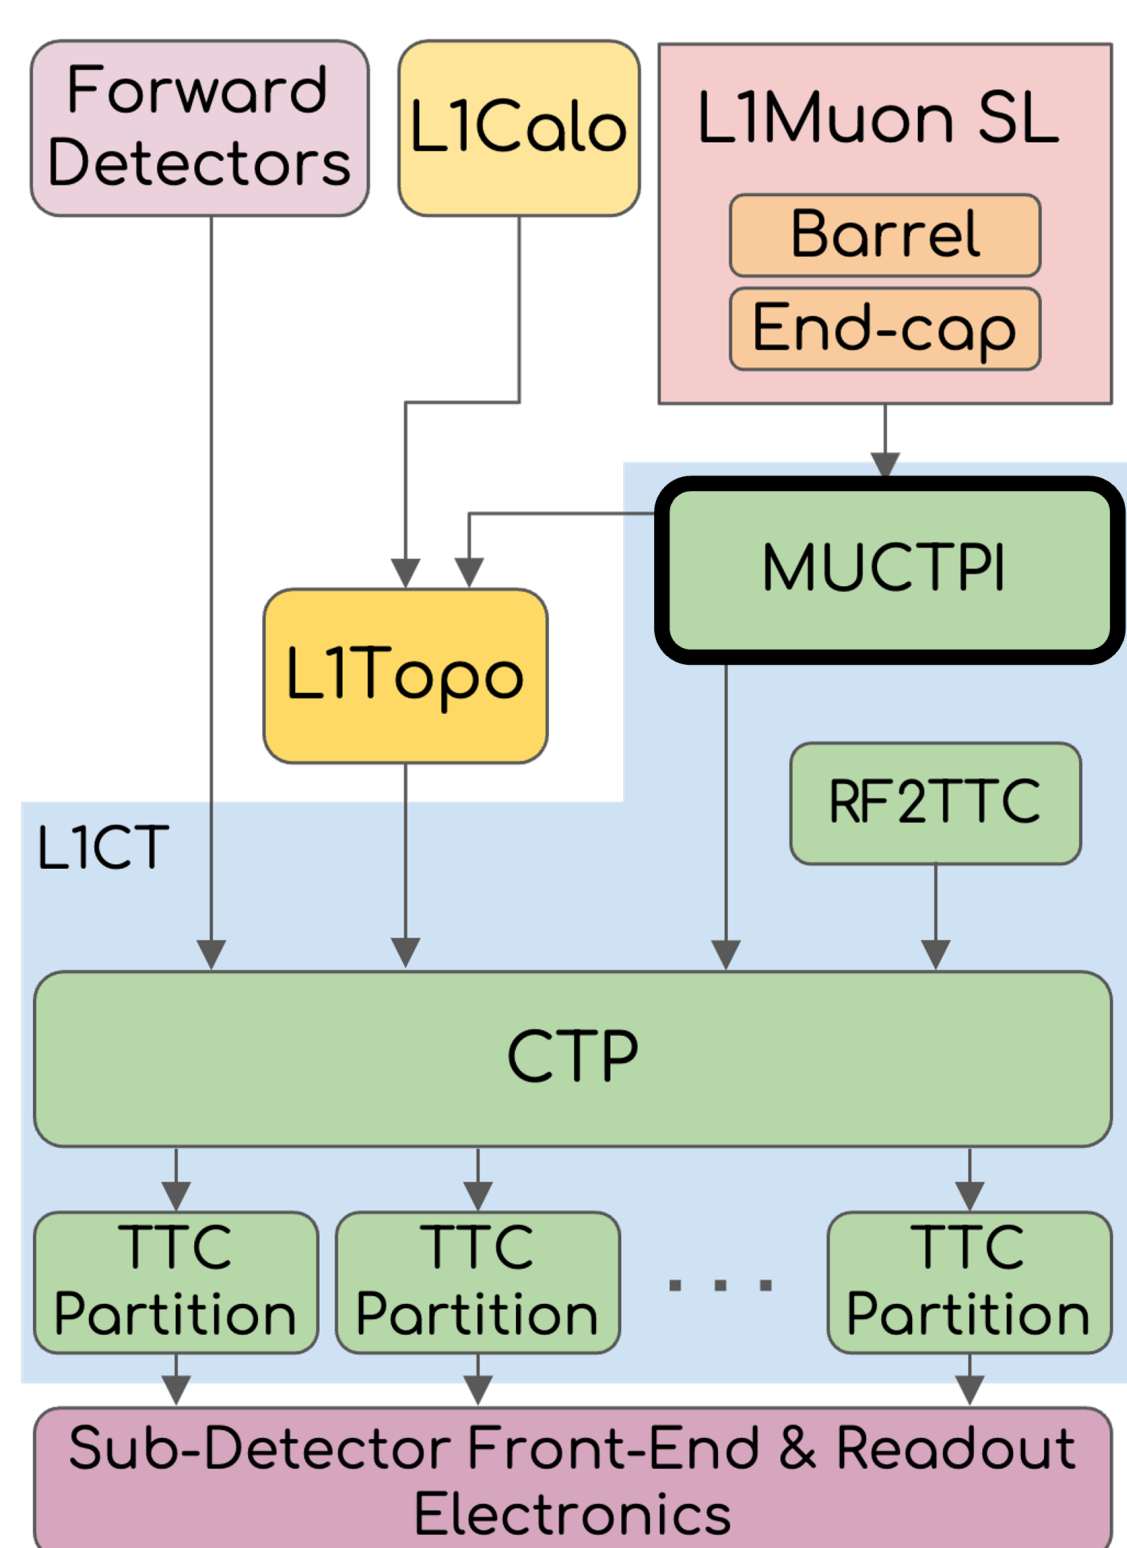 Forward
Detectors
L1Calo
L1Muon SL
Barrel
End-cap
MUCTPI
L1Topo
RF2TTC
L1CT
CTP
TTC
Partition
TTC
Partition
. . .
TTC
Partition
Sub-Detector Front-End & Readout
Electronics